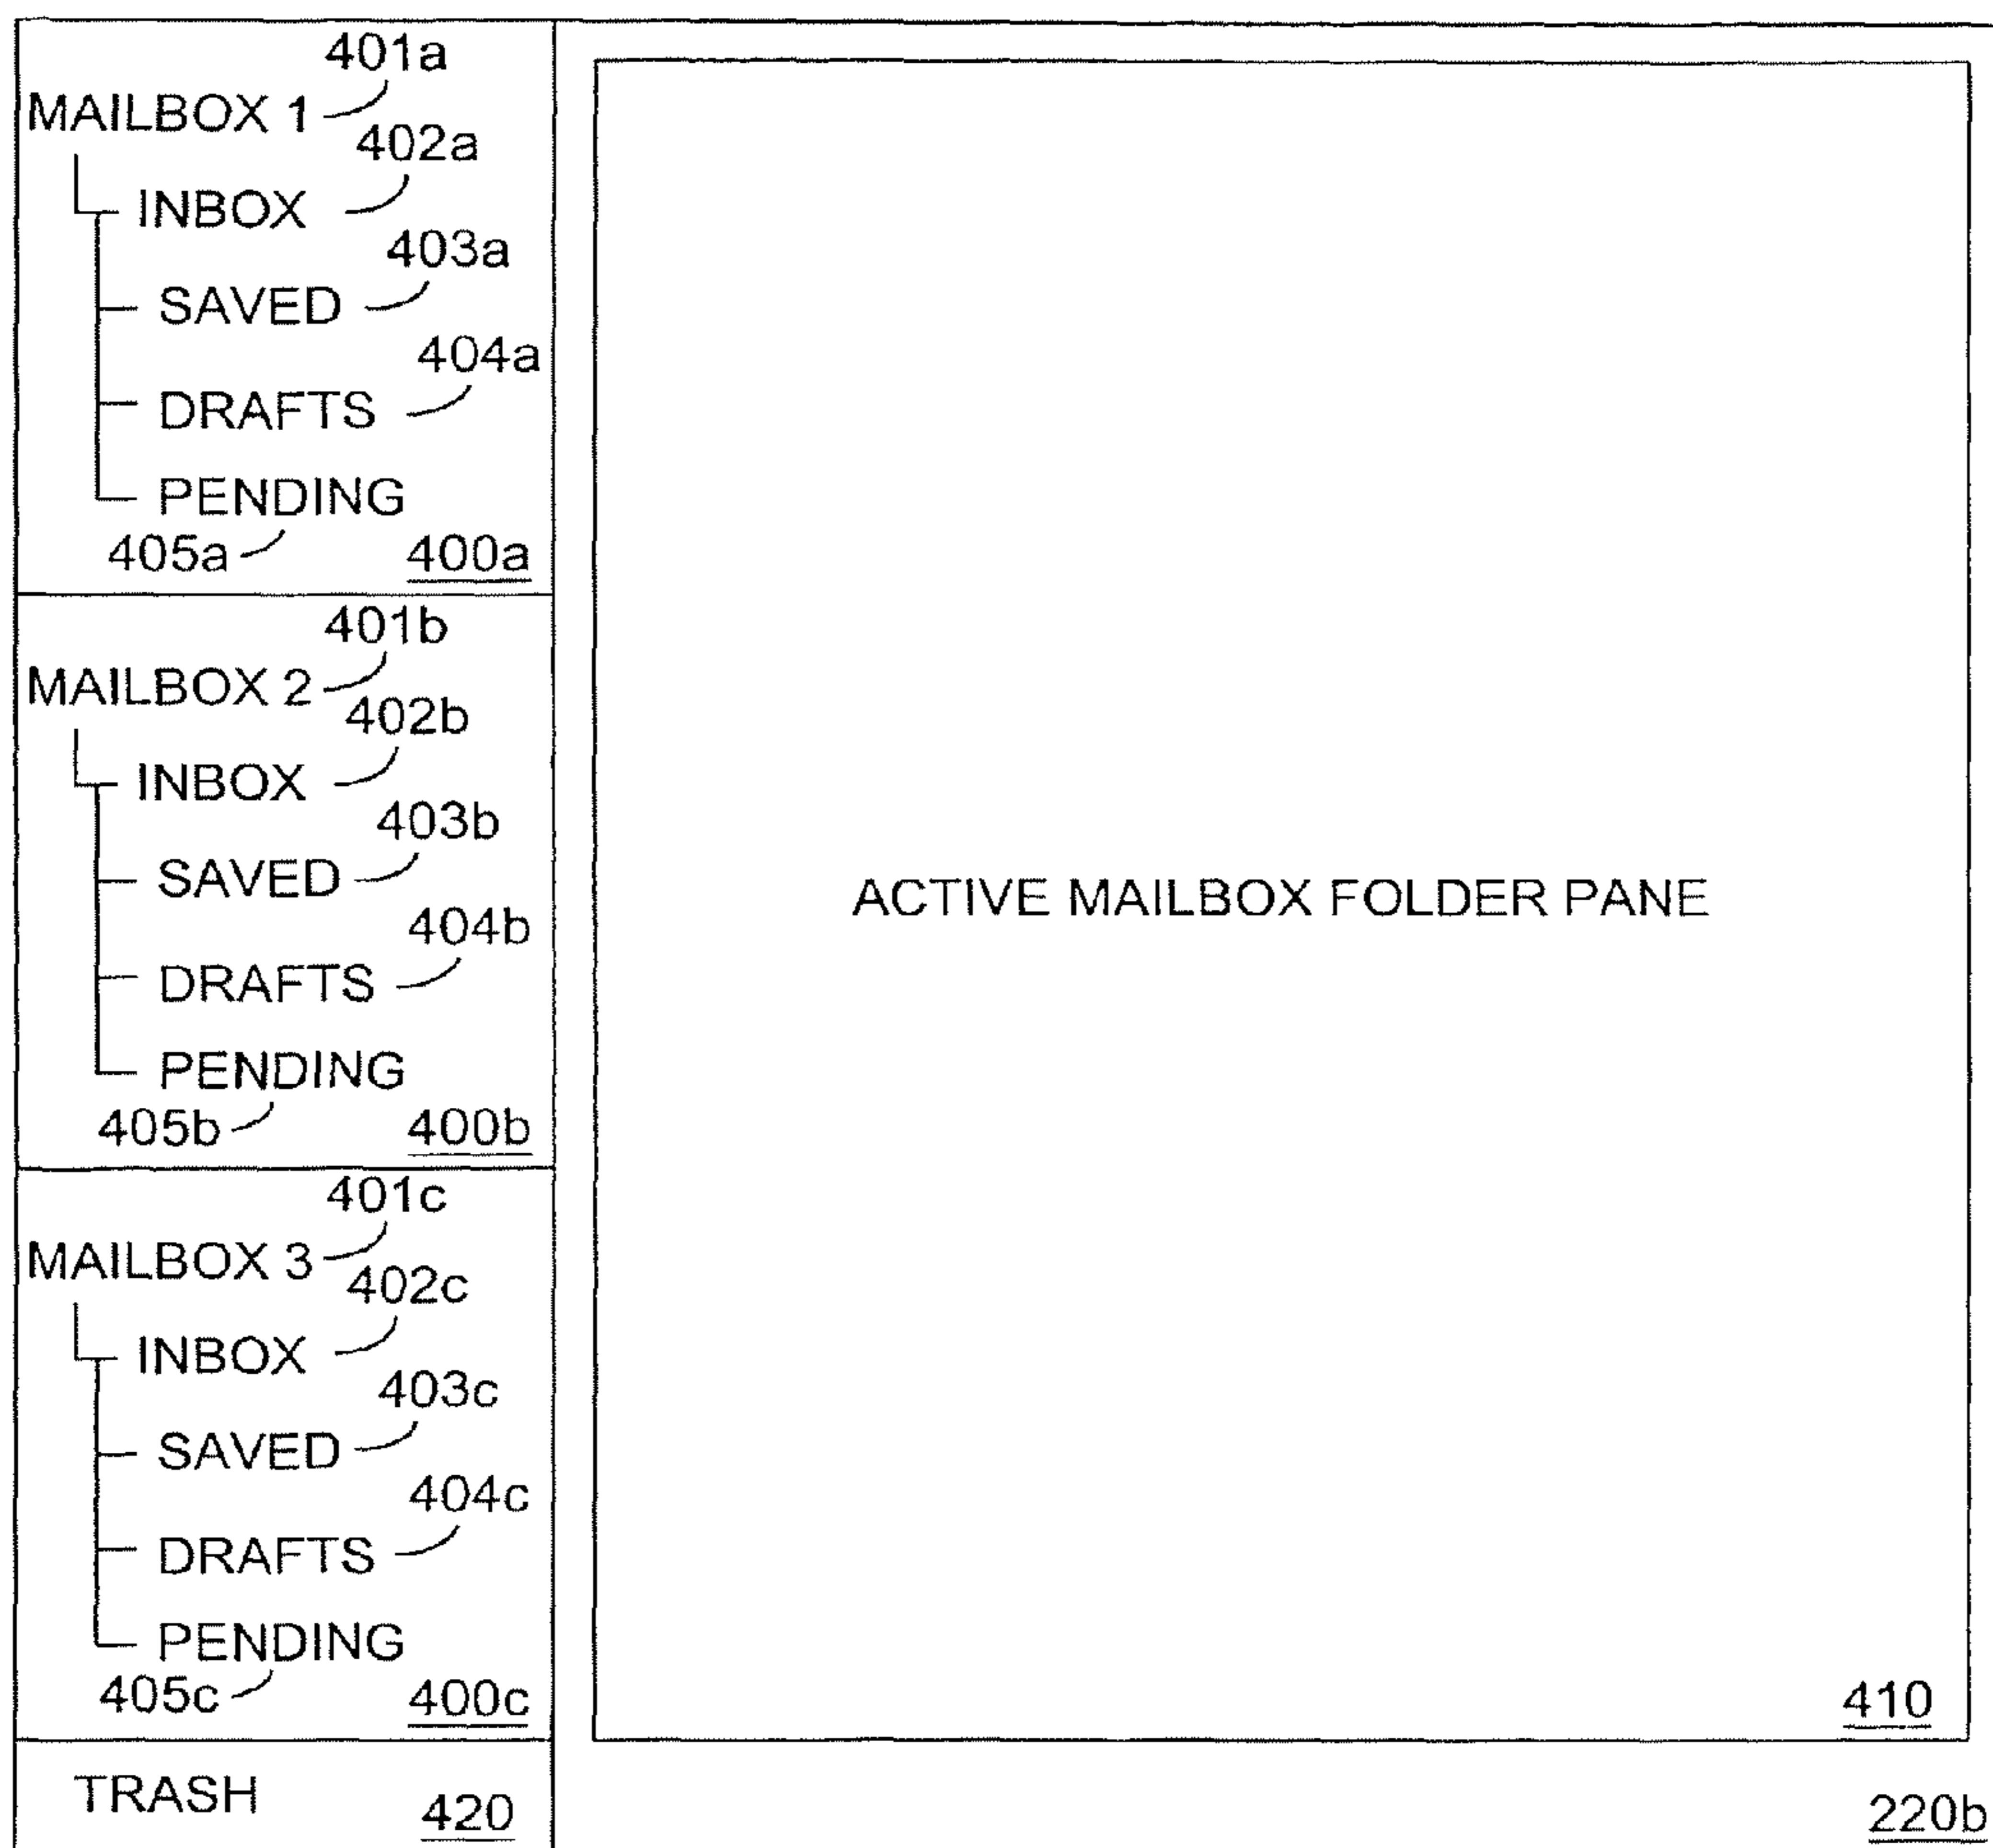 401a
MAILBOX 1
402a
INBOX
403a
SAVED
404a
DRAFTS
PENDING
405a
400a
401b
MAILBOX 2
402b
INBOX
403b
SAVED
404b
DRAFTS
PENDING
405b
400b
401c
MAILBOX 3
402c
INBOX
403c
SAVED
404c
DRAFTS
PENDING
405c
400c
TRASH
420
ACTIVE MAILBOX FOLDER PANE
410
220b